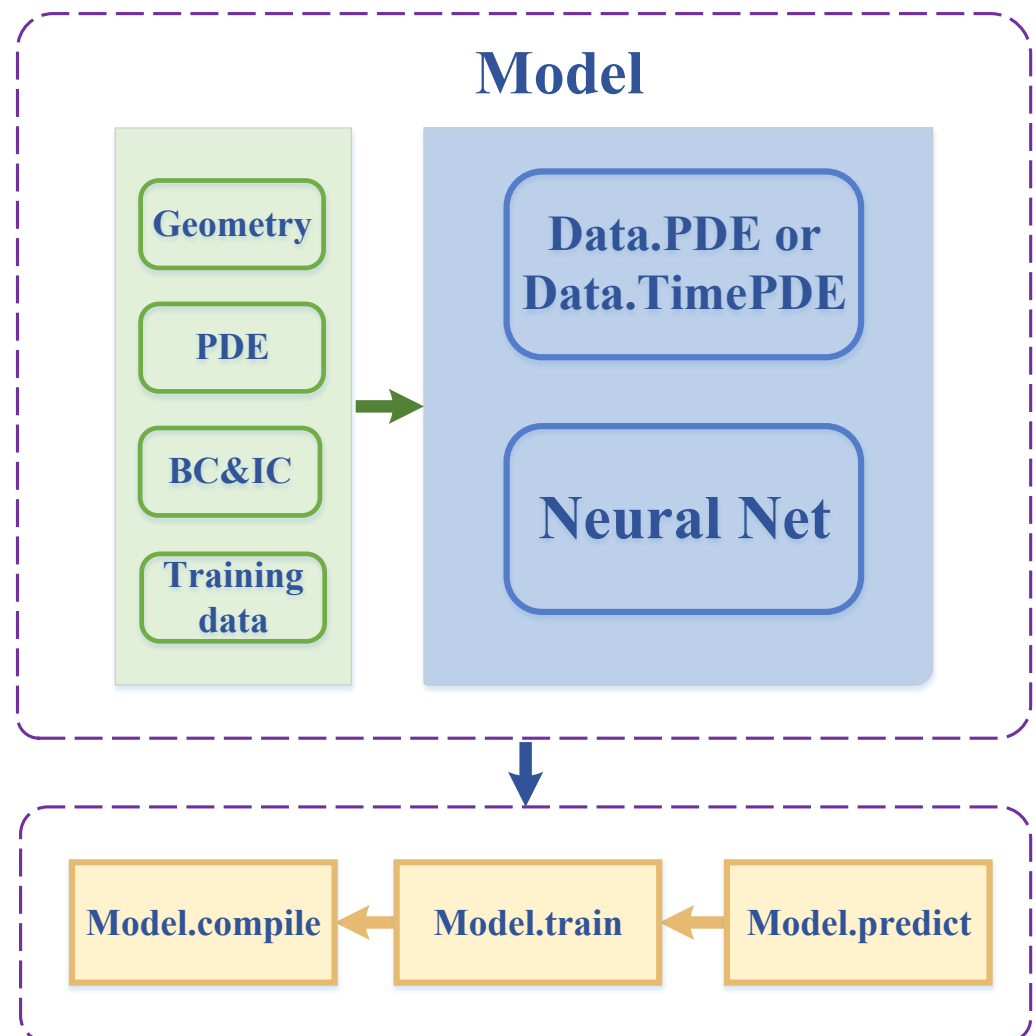 Model
Geometry
PDE
BC&IC
Training
data
Data.PDE or
Data.TimePDE
Neural Net
Model.compile
Model.train
Model.predict